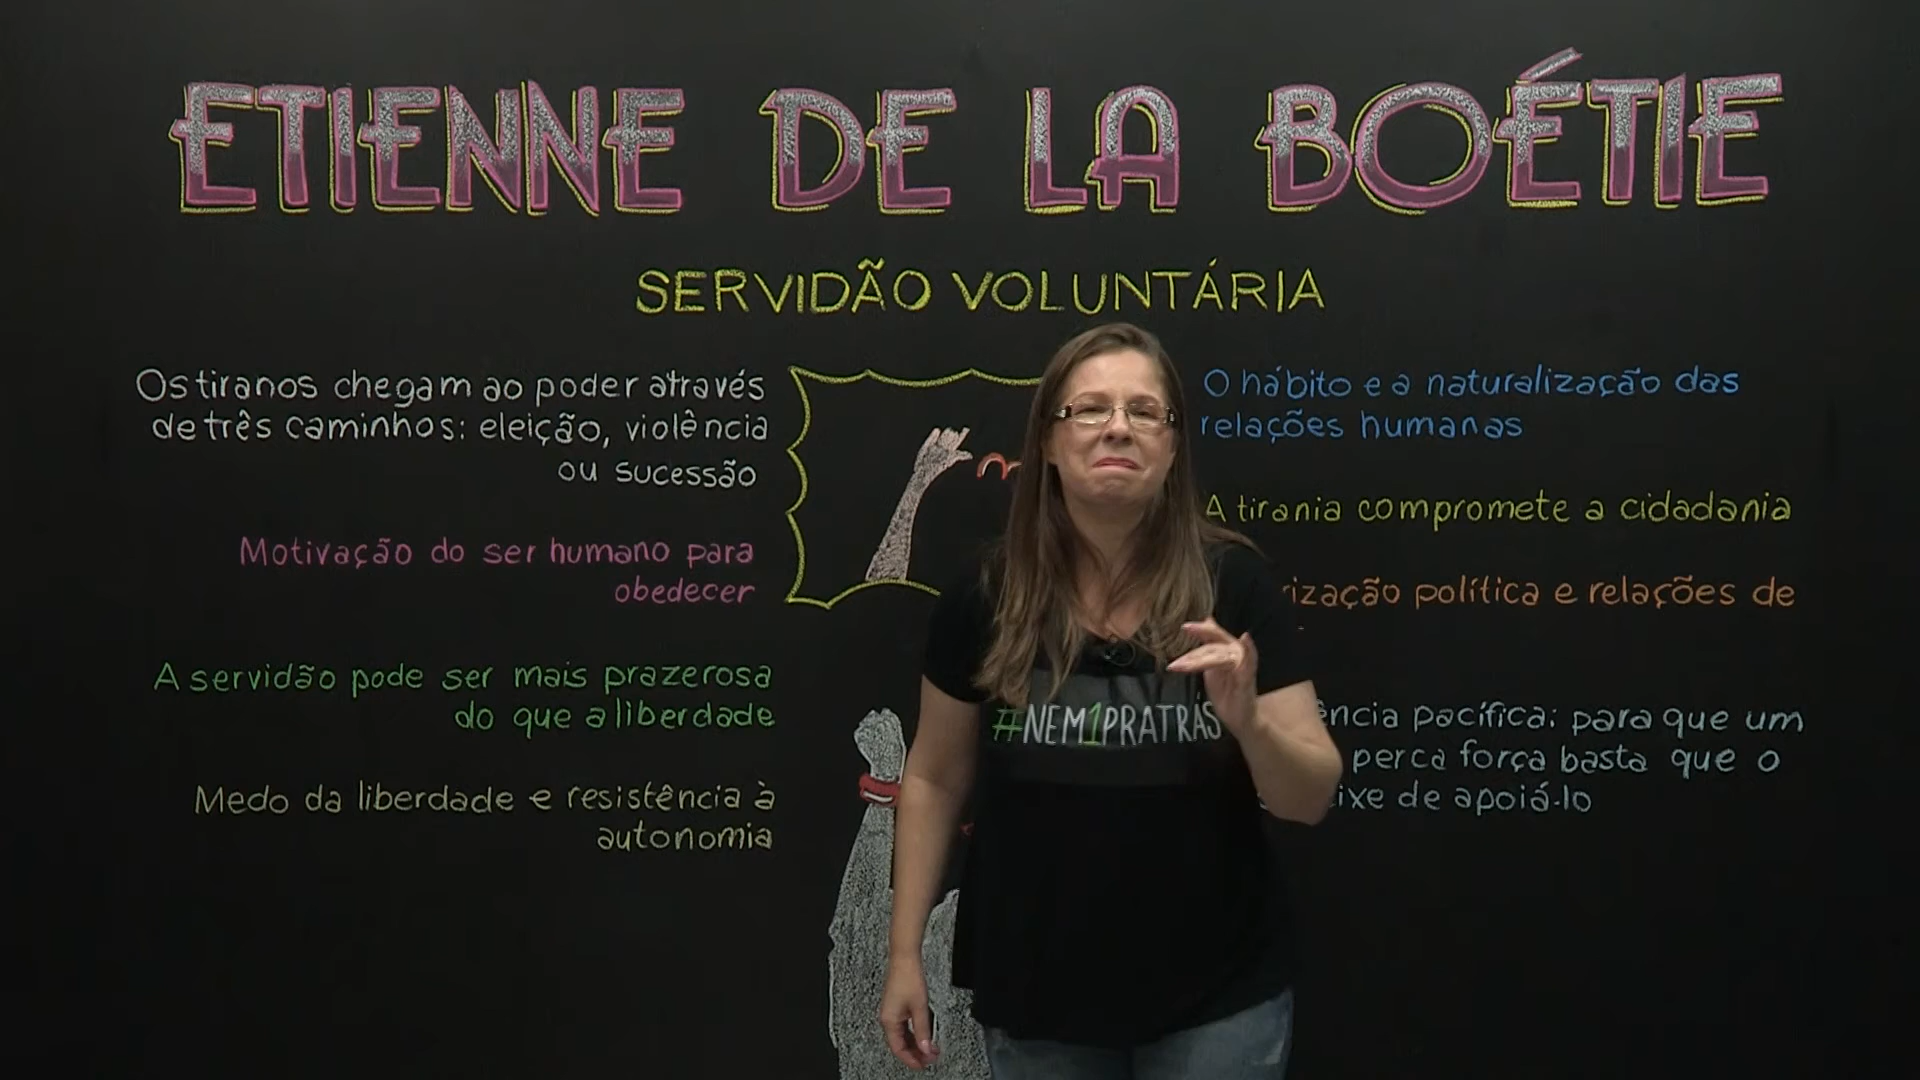 ETIENNE DE LA BOÉTIE
SERVIDÃO VOLUNTÁRIA
Os tiranos chegam ao poder através
de três caminhos: eleição, violência
ou sucessão
Motivação do ser humano para
obedecer
A servidão pode ser mais prazerosa
do que a liberdade
Medo da liberdade e resistência à
autonomia
O hábito e a naturalização das
relações humanas
A tirania compromete a cidadania
política e relações de
pacífica: para que um
perca força basta que o
de apoiá-lo
#NEM1PRATRÁS